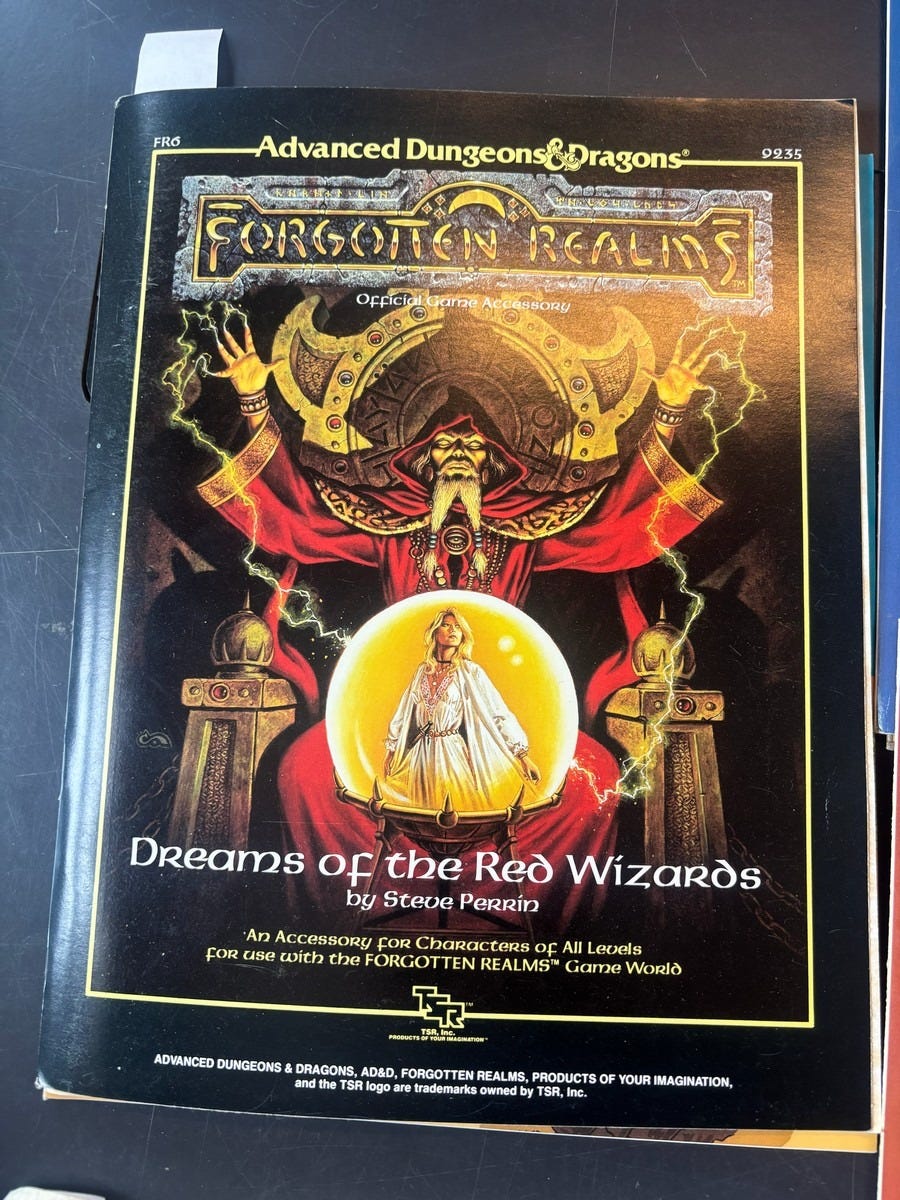 FR6
Advanced Dungeons & Dragons®
9235
FORGOTTEN REALMS™
Official Game Accessory
Dreams of the Red Wizards
by Steve Perrin
An Accessory for Characters of All Levels
for use with the FORGOTTEN REALMS™ Game World
TSR™
TSR, Inc.
PRODUCTS OF YOUR IMAGINATION™
ADVANCED DUNGEONS & DRAGONS, AD&D, FORGOTTEN REALMS, PRODUCTS OF YOUR IMAGINATION,
and the TSR logo are trademarks owned by TSR, Inc.